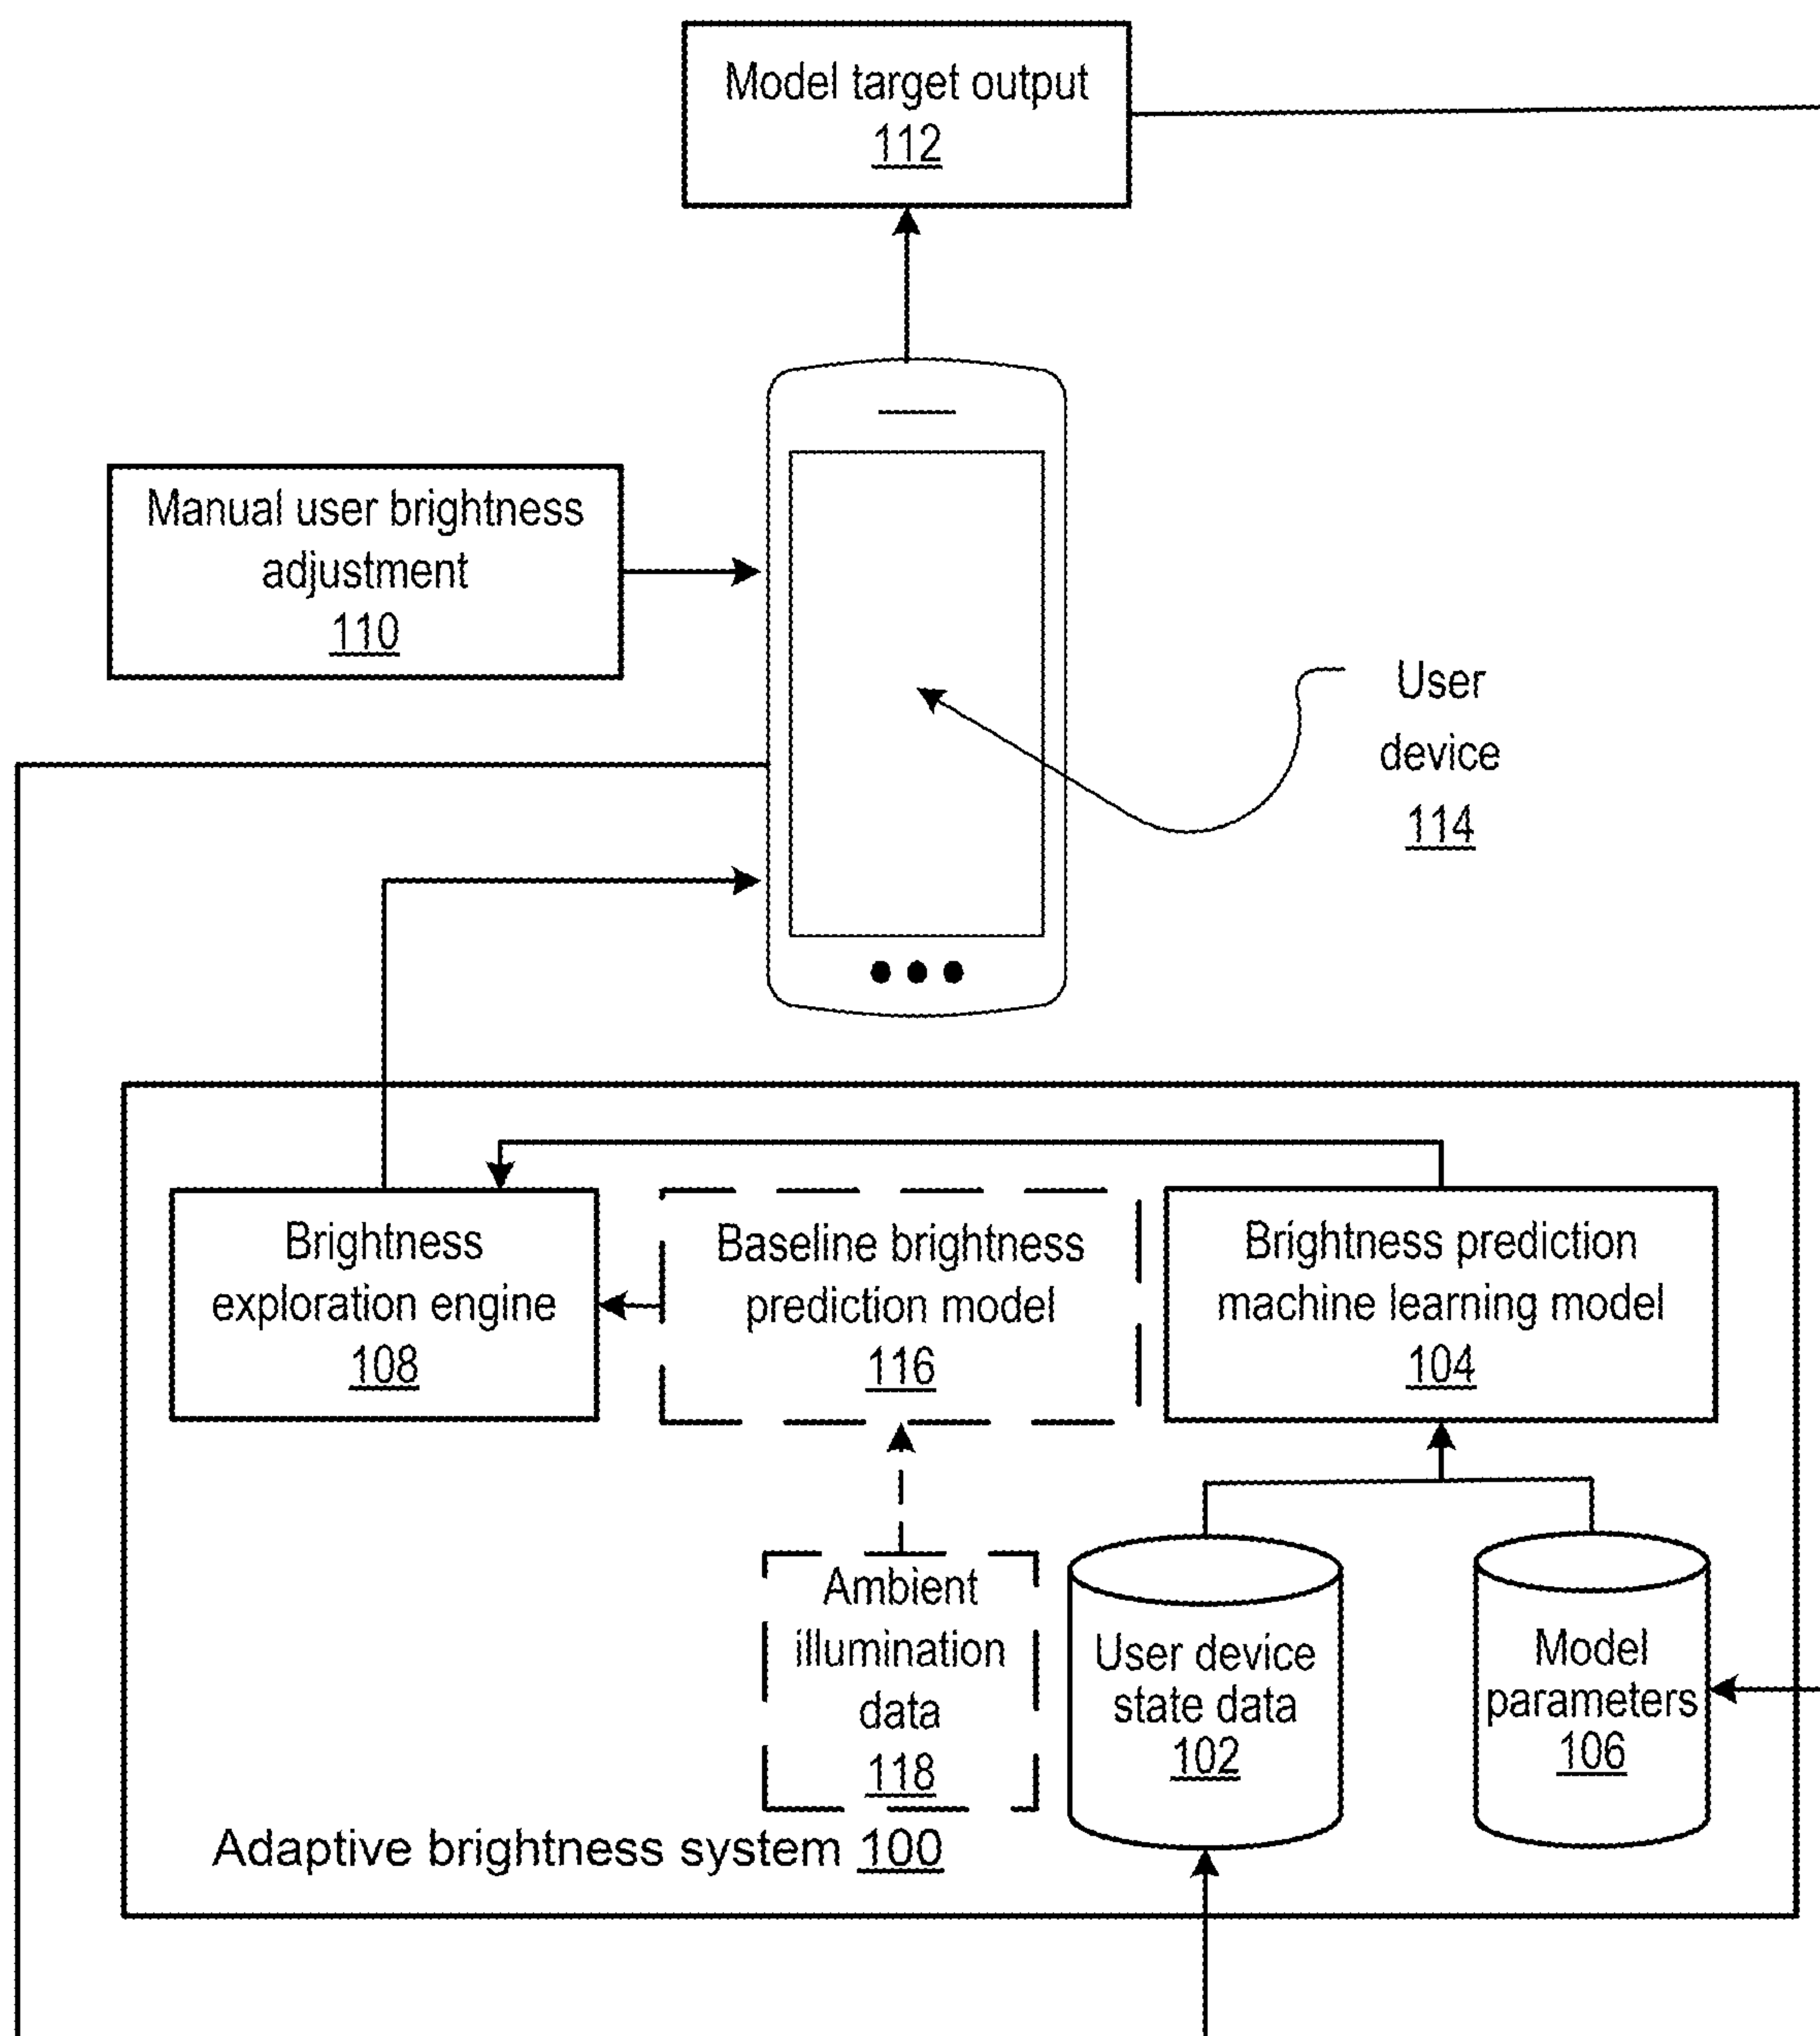 Model target output
112
Manual user brightness
adjustment
110
User
device
114
Brightness
exploration engine
108
Baseline brightness
prediction model
116
Brightness prediction
machine learning model
104
Ambient
illumination
data
118
User device
state data
102
Model
parameters
106
Adaptive brightness system 100